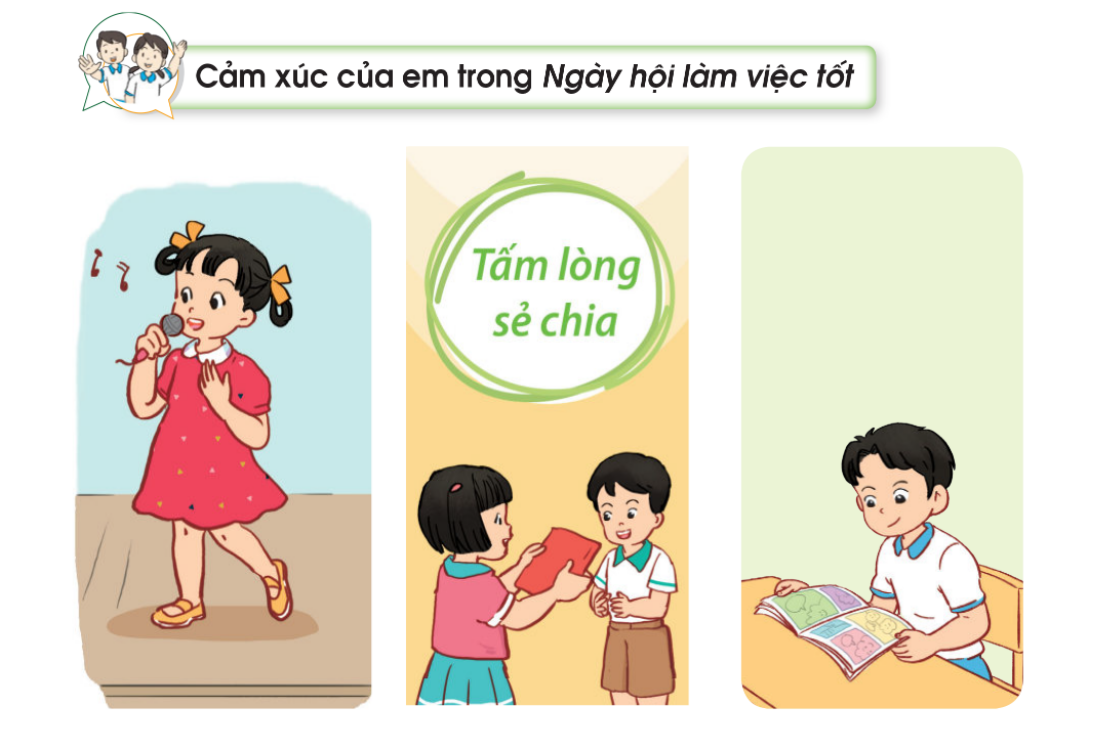 Cảm xúc của em trong Ngày hội làm việc tốt
Tấm lòng
sẻ chia